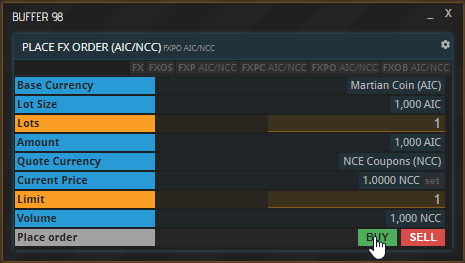 BUFFER 98 _ X
PLACE FX ORDER (AIC/NCC) FXPO AIC/NCC
FX FXOS FXP AIC/NCC FXPC AIC/NCC FXPO AIC/NCC FXOB AIC/NCC
Base Currency Martian Coin (AIC)
Lot Size 1,000 AIC
Lots 1
Amount 1,000 AIC
Quote Currency NCE Coupons (NCC)
Current Price 1.0000 NCC set
Limit 1
Volume 1,000 NCC
Place order BUY SELL